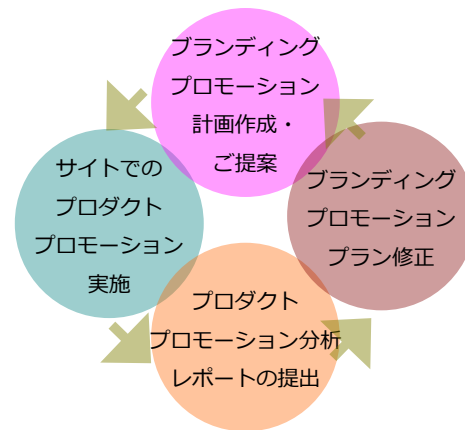 ブランディング
プロモーション
計画作成・
ご提案
サイトでの
プロダクト
プロモーション
実施
ブランディング
プロモーション
プラン修正
プロダクト
プロモーション分析
レポートの提出